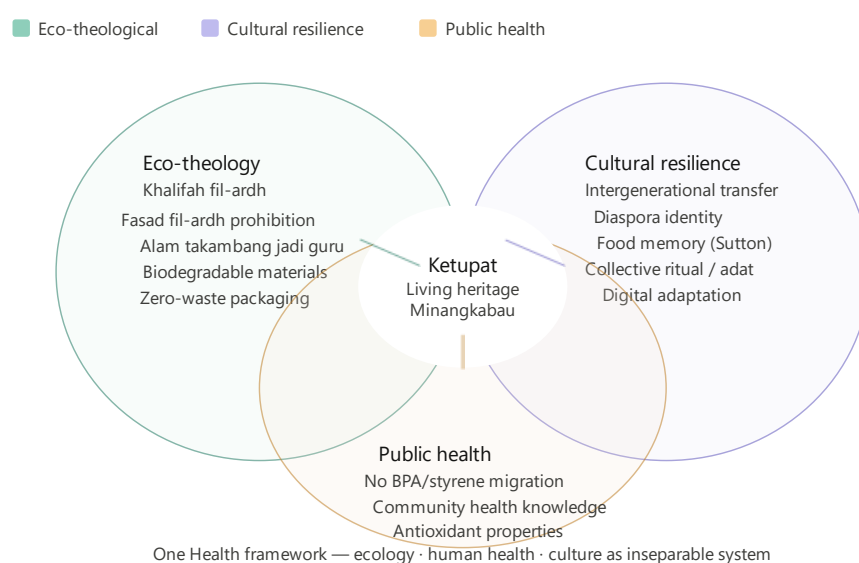 Eco-theological
Cultural resilience
Public health
Eco-theology
Khalifah fil-ardh
Fasad fil-ardh prohibition
Alam takambang jadi guru
Biodegradable materials
Zero-waste packaging
Cultural resilience
Intergenerational transfer
Diaspora identity
Food memory (Sutton)
Collective ritual / adat
Digital adaptation
Ketupat
Living heritage
Minangkabau
Public health
No BPA/styrene migration
Community health knowledge
Antioxidant properties
One Health framework — ecology · human health · culture as inseparable system